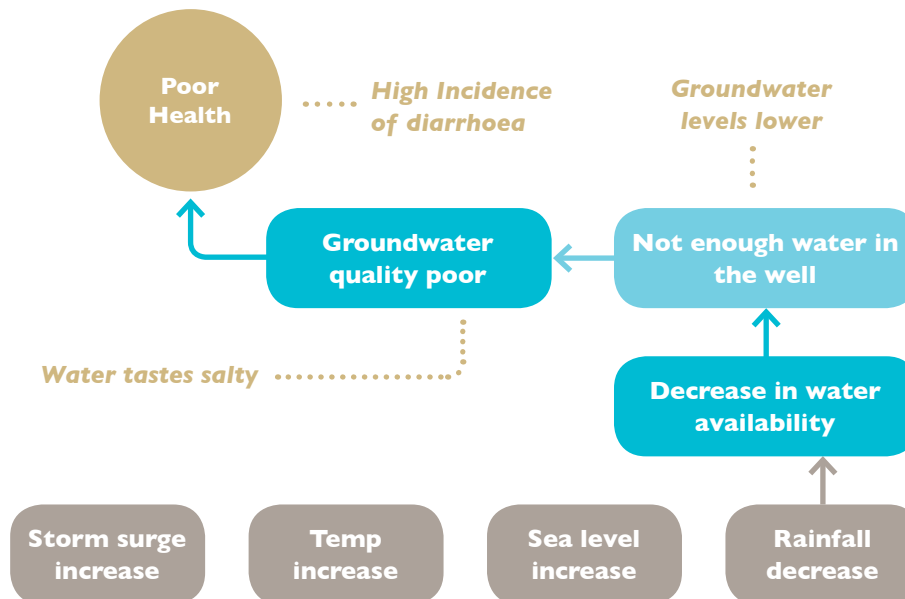 Poor
Health
High Incidence
of diarrhoea
Groundwater
levels lower
Groundwater
quality poor
Not enough water in
the well
Water tastes salty
Decrease in water
availability
Storm surge
increase
Temp
increase
Sea level
increase
Rainfall
decrease